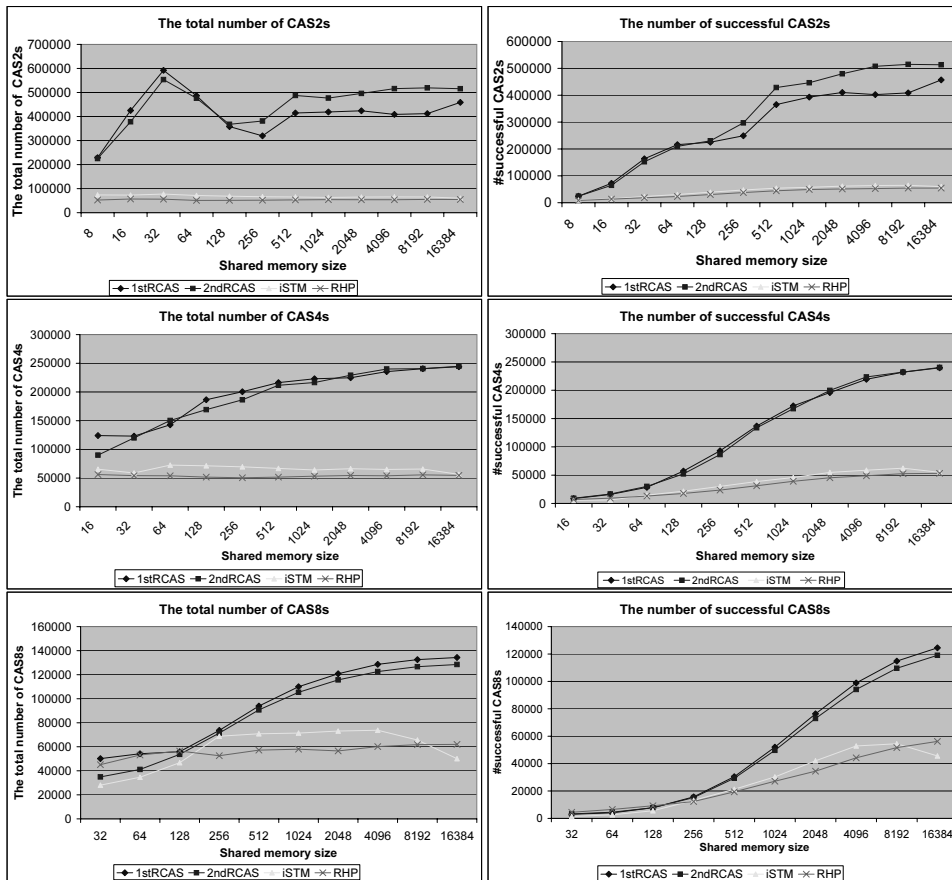 The total number of CAS2s
The total number of CAS2s
700000
600000
500000
400000
300000
200000
100000
0
8 16 32 64 128 256 512 1024 2048 4096 8192 16384
Shared memory size
1stRCAS 2ndRCAS iSTM RHP
The number of successful CAS2s
#successful CAS2s
600000
500000
400000
300000
200000
100000
0
8 16 32 64 128 256 512 1024 2048 4096 8192 16384
Shared memory size
1stRCAS 2ndRCAS iSTM RHP
The total number of CAS4s
The total number of CAS4s
300000
250000
200000
150000
100000
50000
0
16 32 64 128 256 512 1024 2048 4096 8192 16384
Shared memory size
1stRCAS 2ndRCAS iSTM RHP
The number of successful CAS4s
#successful CAS4s
300000
250000
200000
150000
100000
50000
0
16 32 64 128 256 512 1024 2048 4096 8192 16384
Shared memory size
1stRCAS 2ndRCAS iSTM RHP
The total number of CAS8s
The total number of CAS8s
160000
140000
120000
100000
80000
60000
40000
20000
0
32 64 128 256 512 1024 2048 4096 8192 16384
Shared memory size
1stRCAS 2ndRCAS iSTM RHP
The number of successful CAS8s
#successful CAS8s
140000
120000
100000
80000
60000
40000
20000
0
32 64 128 256 512 1024 2048 4096 8192 16384
Shared memory size
1stRCAS 2ndRCAS iSTM RHP